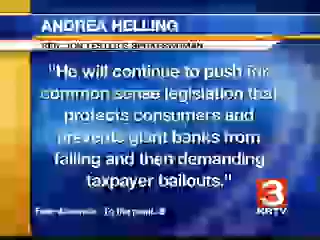 ANDREA HELLING
"He will continue to push for
common sense legislation that
protects consumers and
prevents giant banks from
failing and then demanding
taxpayer bailouts."
3
KRTV